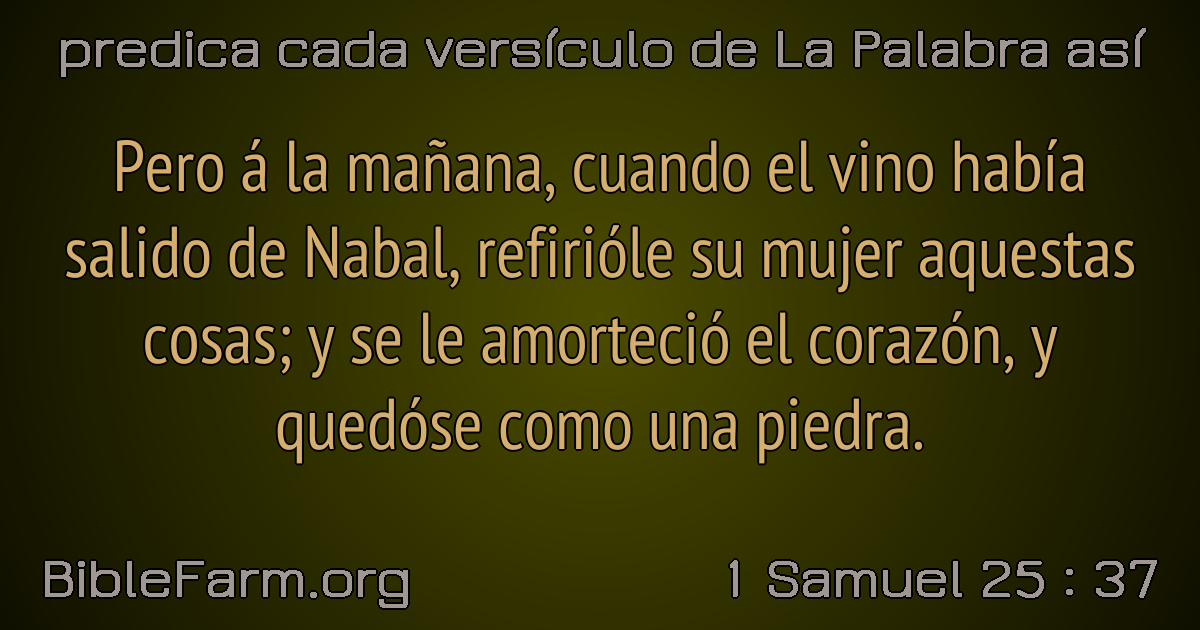 predica cada versículo de La Palabra así
Pero á la mañana, cuando el vino había
salido de Nabal, refirióle su mujer aquestas
cosas; y se le amorteció el corazón, y
quedóse como una piedra.
BibleFarm.org
1 Samuel 25 : 37